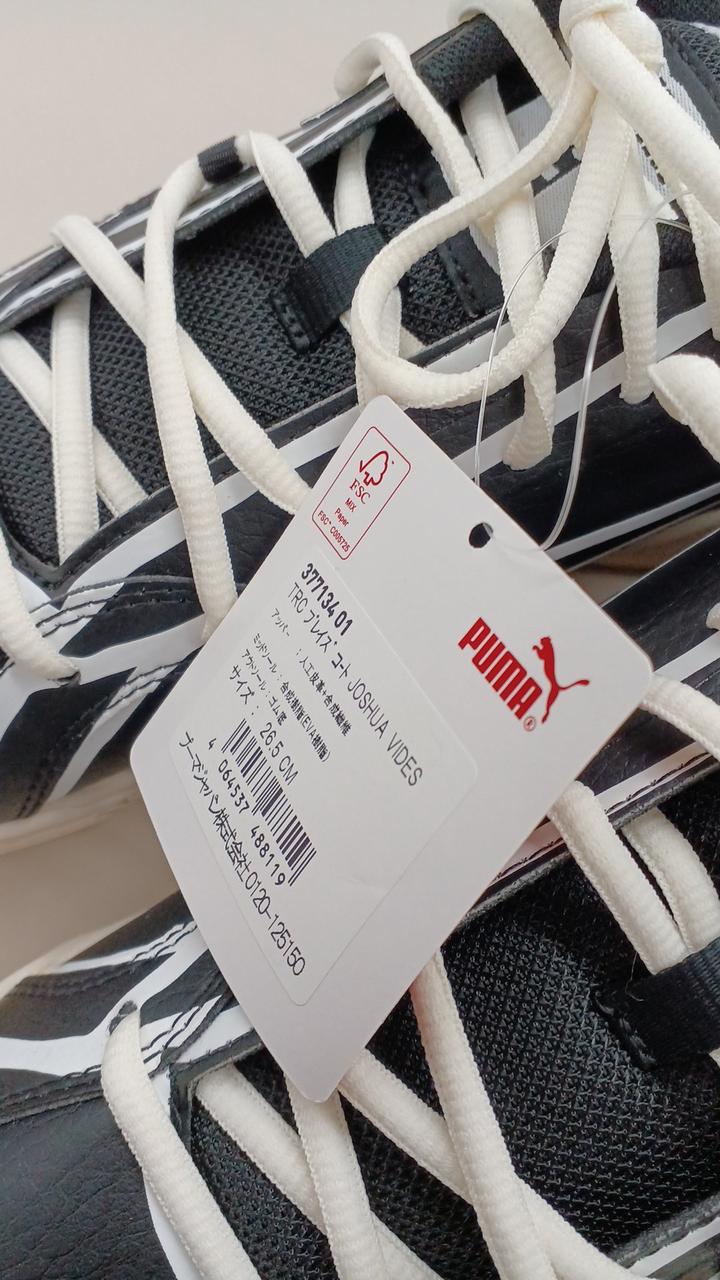 FSC
MIX
Paper
FSC® C005725
377134 01
TRC ブレイズ コート JOSHUA VIDES
アッパー : 人工皮革+合成繊維
ミッドソール : 合成樹脂(EVA樹脂)
アウトソール : ゴム底
サイズ : 26.5 CM
4 064537 488119
プーマジャパン株式会社0120-125150
PUMA®